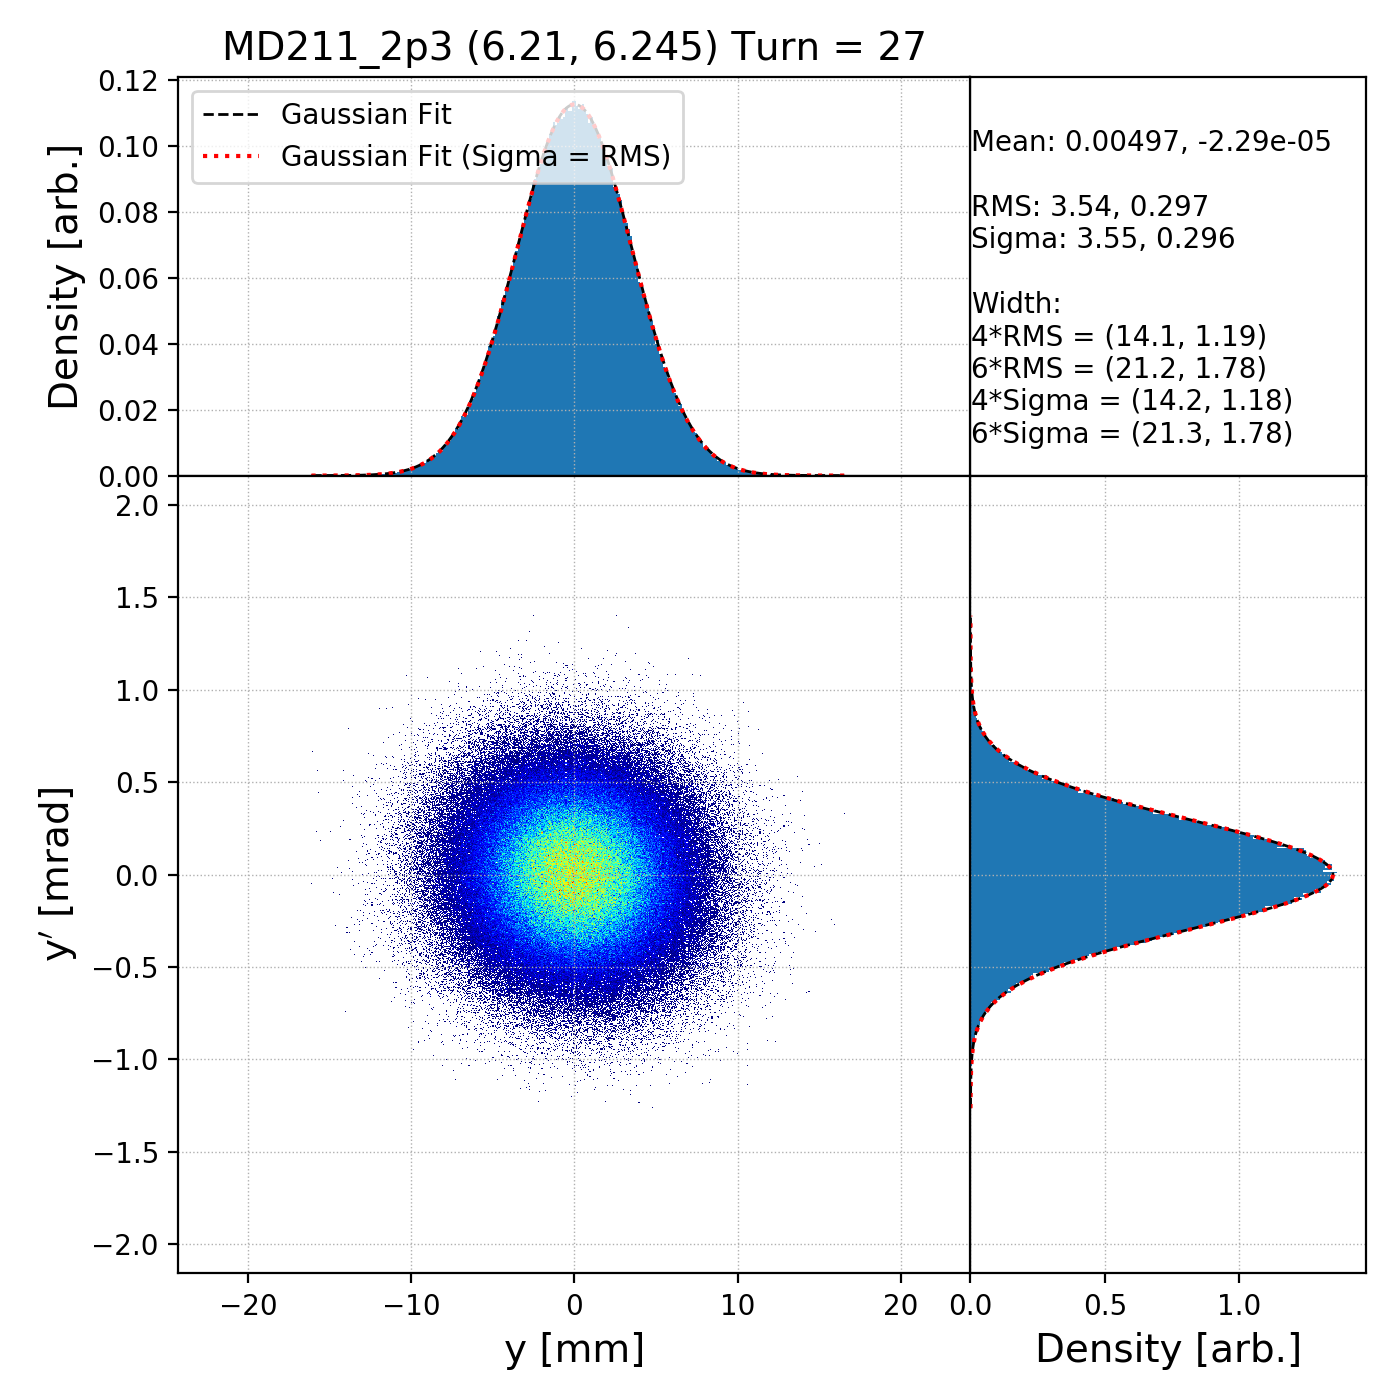 MD211_2p3 (6.21, 6.245) Turn = 27
Density [arb.]
0.12
0.10
0.08
0.06
0.04
0.02
0.00
Gaussian Fit
Gaussian Fit (Sigma = RMS)
Mean: 0.00497, -2.29e-05
RMS: 3.54, 0.297
Sigma: 3.55, 0.296
Width:
4*RMS = (14.1, 1.19)
6*RMS = (21.2, 1.78)
4*Sigma = (14.2, 1.18)
6*Sigma = (21.3, 1.78)
y′ [mrad]
2.0
1.5
1.0
0.5
0.0
−0.5
−1.0
−1.5
−2.0
−20 −10 0 10 20
y [mm]
0.0 0.5 1.0
Density [arb.]